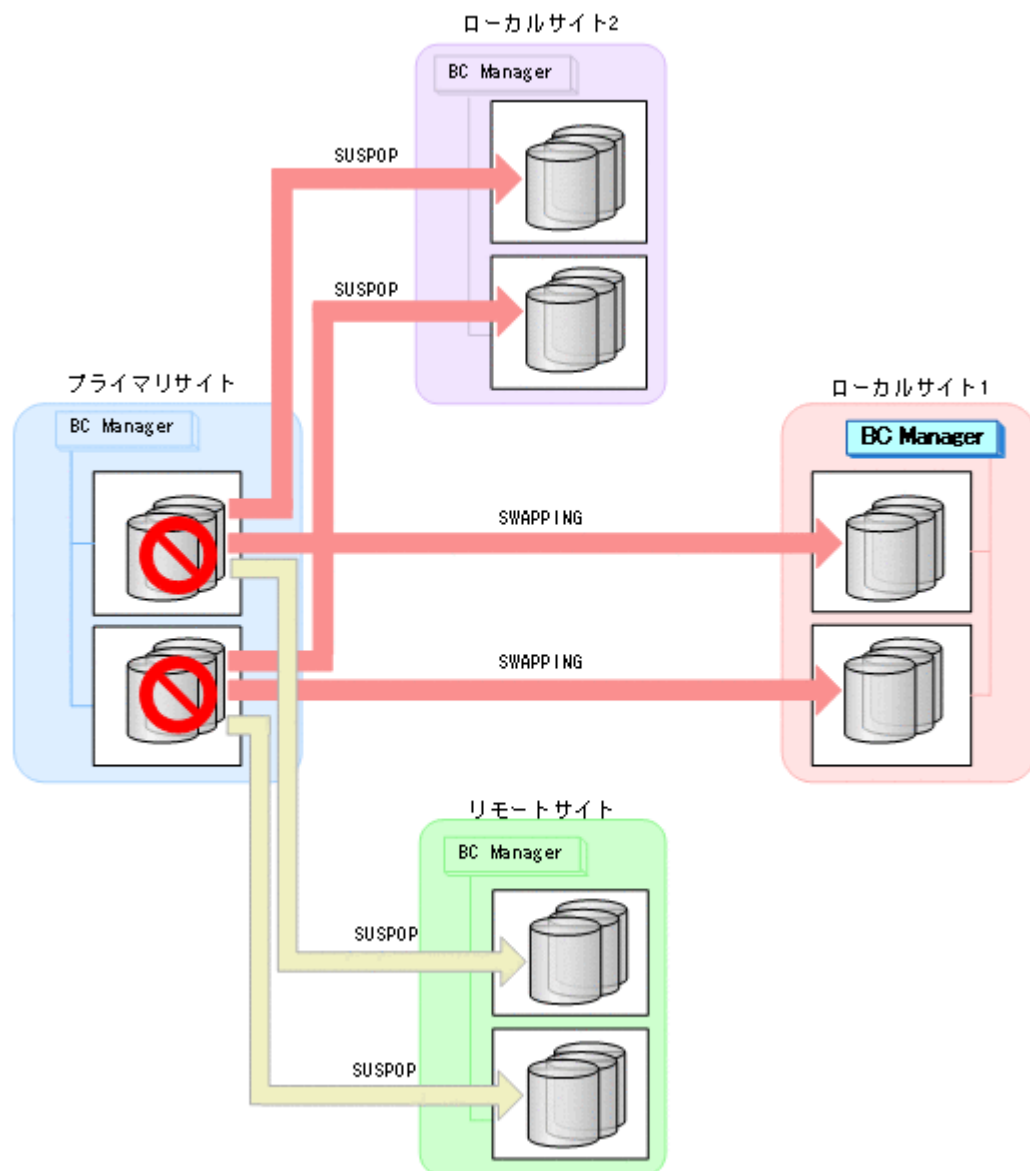 ローカルサイト2
BC Manager
SUSPOP
SUSPOP
プライマリサイト
BC Manager
ローカルサイト1
BC Manager
SWAPPING
SWAPPING
リモートサイト
BC Manager
SUSPOP
SUSPOP